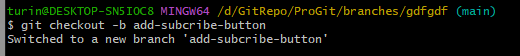 turin@DESKTOP-SN5IOC8 MINGW64 /d/GitRepo/ProGit/branches/gdfgdf (main)
$ git checkout -b add-subcribe-button
Switched to a new branch 'add-subcribe-button'